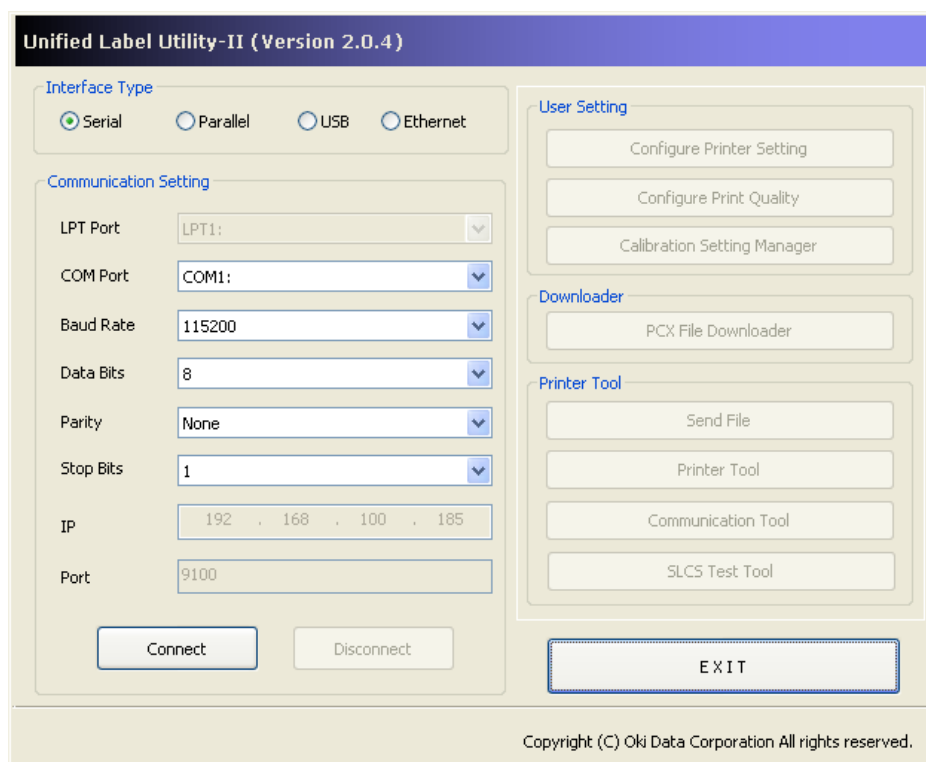 Unified Label Utility-II (Version 2.0.4)
Interface Type
Serial Parallel USB Ethernet
Communication Setting
LPT Port LPT1:
COM Port COM1:
Baud Rate 115200
Data Bits 8
Parity None
Stop Bits 1
IP 192 . 168 . 100 . 185
Port 9100
Connect Disconnect
User Setting
Configure Printer Setting
Configure Print Quality
Calibration Setting Manager
Downloader
PCX File Downloader
Printer Tool
Send File
Printer Tool
Communication Tool
SLCS Test Tool
EXIT
Copyright (C) Oki Data Corporation All rights reserved.